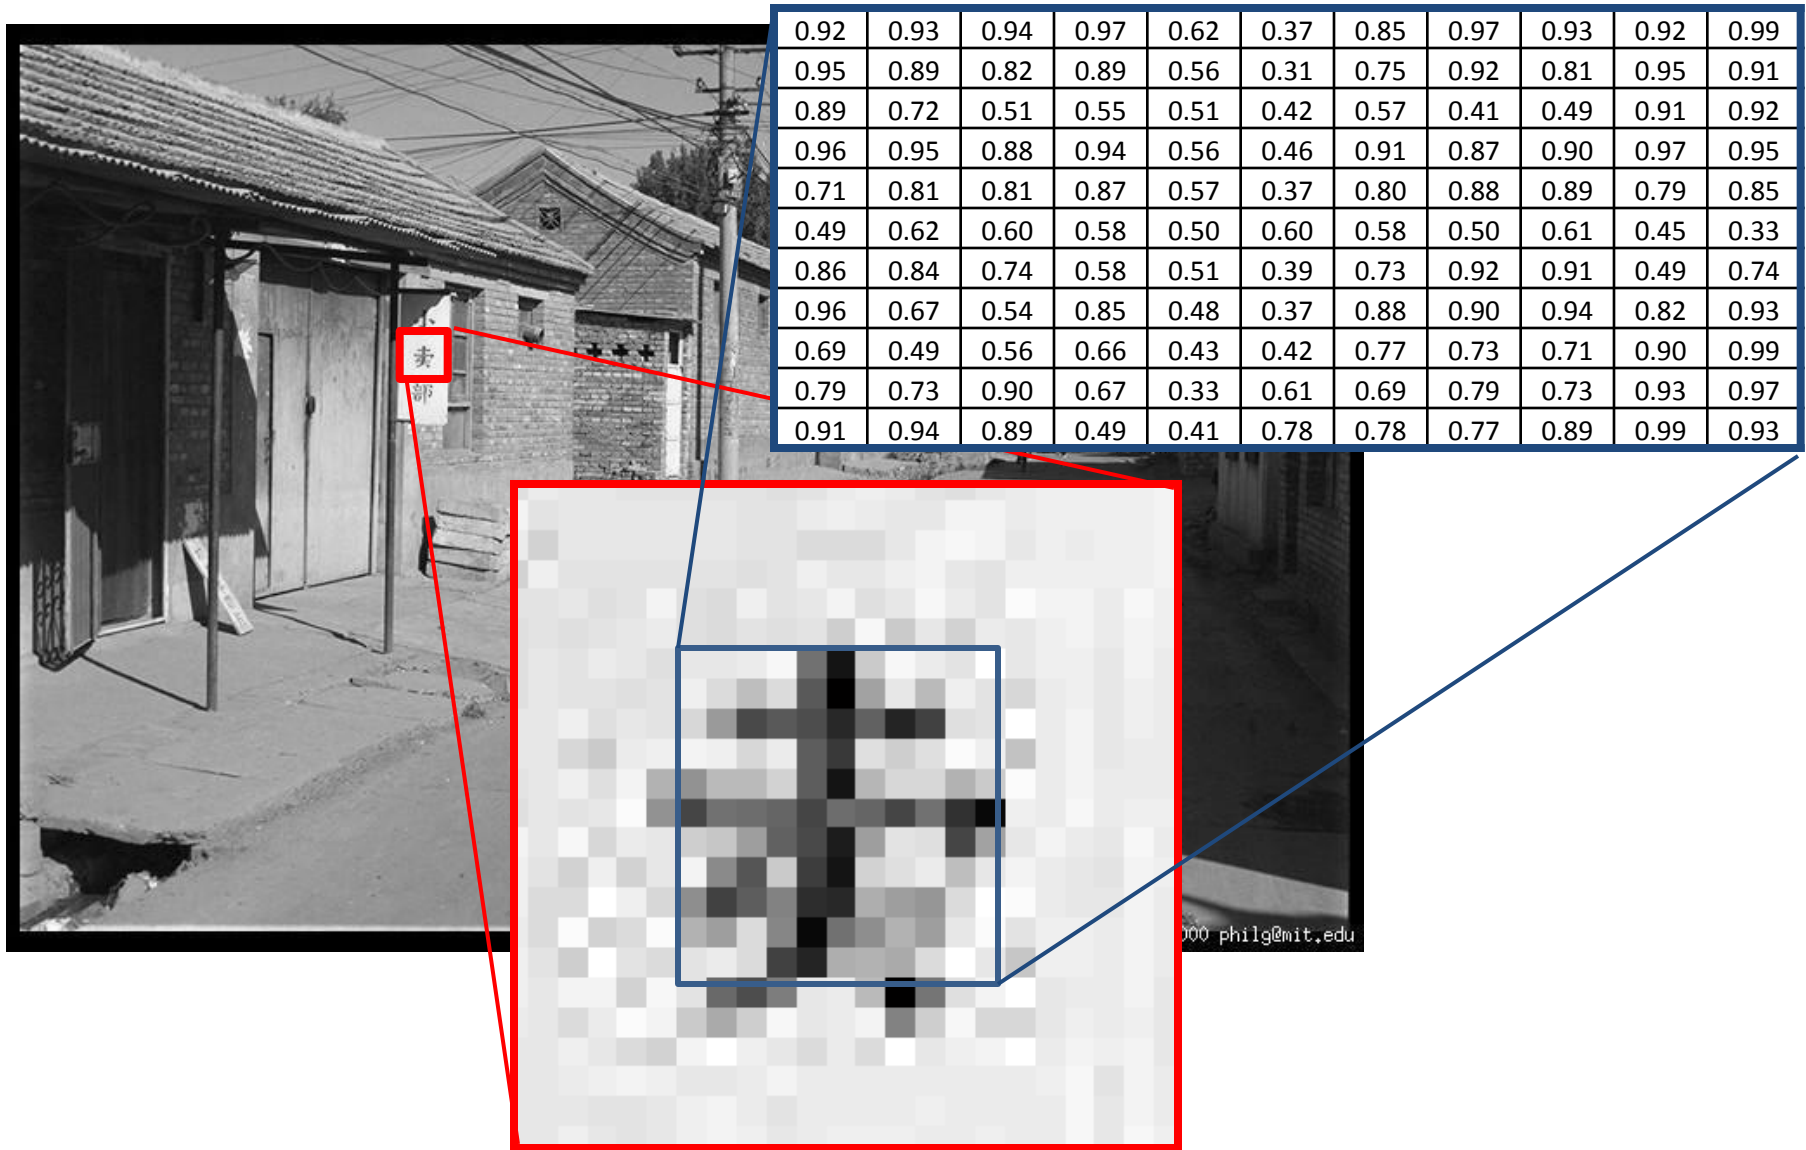 0.92 0.93 0.94 0.97 0.62 0.37 0.85 0.97 0.93 0.92 0.99
0.95 0.89 0.82 0.89 0.56 0.31 0.75 0.92 0.81 0.95 0.91
0.89 0.72 0.51 0.55 0.51 0.42 0.57 0.41 0.49 0.91 0.92
0.96 0.95 0.88 0.94 0.56 0.46 0.91 0.87 0.90 0.97 0.95
0.71 0.81 0.81 0.87 0.57 0.37 0.80 0.88 0.89 0.79 0.85
0.49 0.62 0.60 0.58 0.50 0.60 0.58 0.50 0.61 0.45 0.33
0.86 0.84 0.74 0.58 0.51 0.39 0.73 0.92 0.91 0.49 0.74
0.96 0.67 0.54 0.85 0.48 0.37 0.88 0.90 0.94 0.82 0.93
0.69 0.49 0.56 0.66 0.43 0.42 0.77 0.73 0.71 0.90 0.99
0.79 0.73 0.90 0.67 0.33 0.61 0.69 0.79 0.73 0.93 0.97
0.91 0.94 0.89 0.49 0.41 0.78 0.78 0.77 0.89 0.99 0.93
卖
部
000 philg@mit.edu